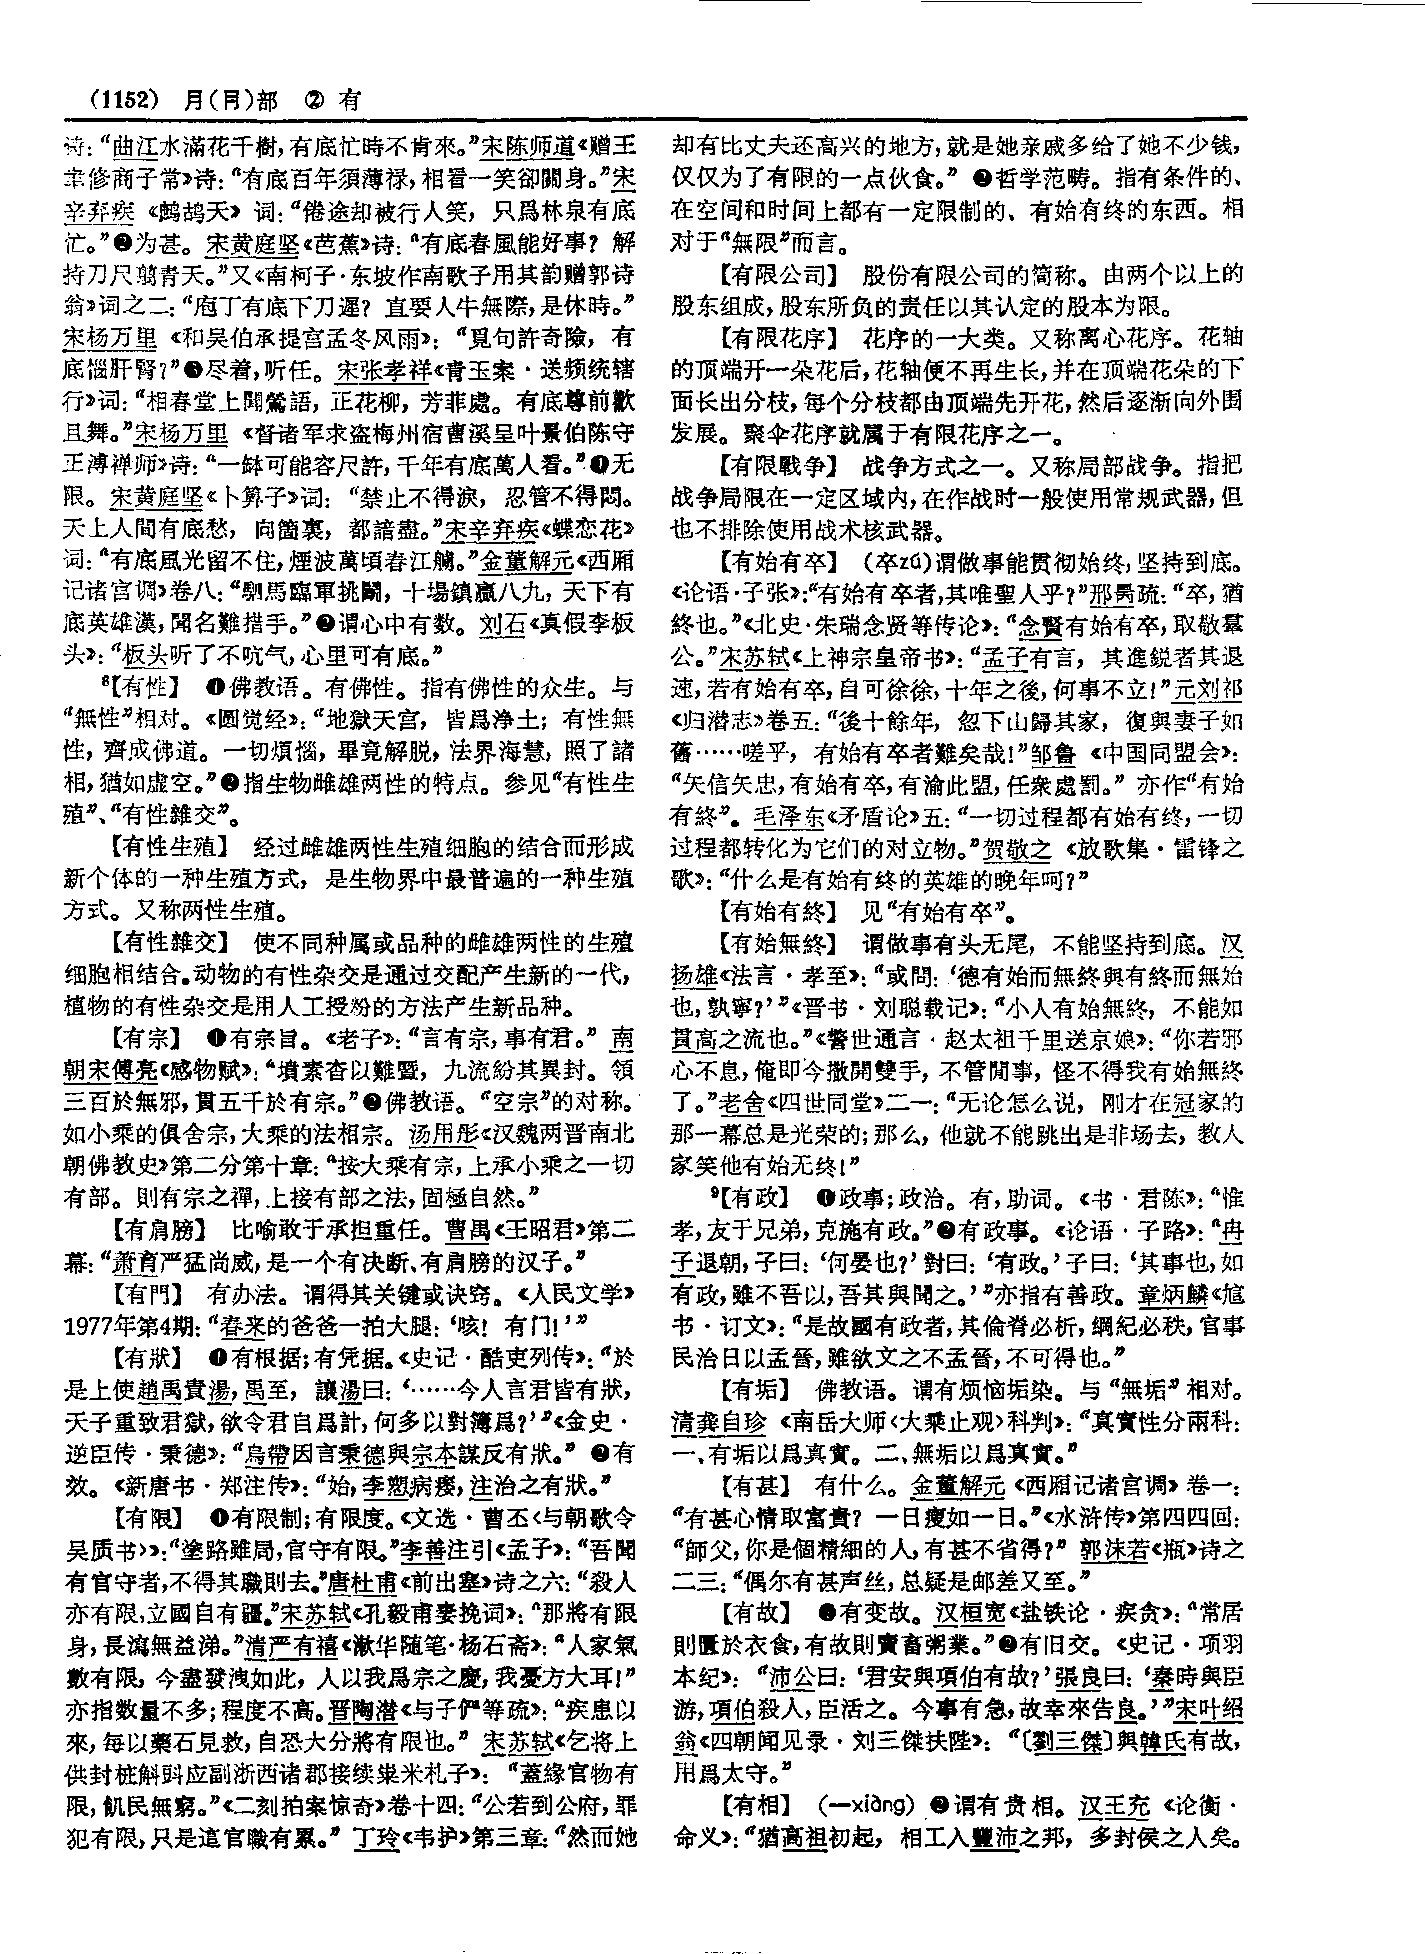 (1152) 月(⺝)部 ② 有
诗：“曲江水滿花千樹，有底忙時不肯來。”宋陈师道《赠王
聿修商子常》诗：“有底百年須薄禄，相看一笑卻關身。”宋
辛弃疾《鹧鸪天》词：“倦途却被行人笑，只爲林泉有底
忙。”❷为甚。宋黄庭坚《芭蕉》诗：“有底春風能好事？解
持刀尺翦青天。”又《南柯子·东坡作南歌子用其韵赠郭诗
翁》词之二：“庖丁有底下刀遲？直要人牛無際，是休時。”
宋杨万里《和吴伯承提宫孟冬风雨》：“覓句許奇險，有
底惱肝腎？”❸尽着，听任。宋张孝祥《青玉案·送频统辖
行》词：“相春堂上聞鶯語，正花柳，芳菲處。有底尊前歡
且舞。”宋杨万里《督诸军求盗梅州宿曹溪呈叶景伯陈守
正溥禅师》诗：“一鉢可能容尺許，千年有底萬人看。”❹无
限。宋黄庭坚《卜算子》词：“禁止不得淚，忍管不得悶。
天上人間有底愁，向箇裏，都諳盡。”宋辛弃疾《蝶恋花》
词：“有底風光留不住，煙波萬頃春江艣。”金董解元《西厢
记诸宫调》卷八：“馴馬臨軍挑鬭，十場鎮贏八九，天下有
底英雄漢，聞名難措手。”❺谓心中有数。刘石《真假李板
头》：“板头听了不吭气，心里可有底。”
⁸【有性】 ❶佛教语。有佛性。指有佛性的众生。与
“無性”相对。《圆觉经》：“地獄天宫，皆爲浄土；有性無
性，齊成佛道。一切煩惱，畢竟解脱，法界海慧，照了諸
相，猶如虚空。”❷指生物雌雄两性的特点。参见“有性生
殖”、“有性雜交”。
【有性生殖】 经过雌雄两性生殖细胞的结合而形成
新个体的一种生殖方式，是生物界中最普遍的一种生殖
方式。又称两性生殖。
【有性雜交】 使不同种属或品种的雌雄两性的生殖
细胞相结合。动物的有性杂交是通过交配产生新的一代，
植物的有性杂交是用人工授粉的方法产生新品种。
【有宗】 ❶有宗旨。《老子》：“言有宗，事有君。”南
朝宋傅亮《感物赋》：“墳素杳以難暨，九流紛其異封。領
三百於無邪，貫五千於有宗。”❷佛教语。“空宗”的对称。
如小乘的俱舍宗，大乘的法相宗。汤用彤《汉魏两晋南北
朝佛教史》第二分第十章：“按大乘有宗，上承小乘之一切
有部。則有宗之禪，上接有部之法，固極自然。”
【有肩膀】 比喻敢于承担重任。曹禺《王昭君》第二
幕：“萧育严猛尚威，是一个有决断、有肩膀的汉子。”
【有門】 有办法。谓得其关键或诀窍。《人民文学》
1977年第4期：“春来的爸爸一拍大腿：‘咳！有门！’”
【有狀】 ❶有根据；有凭据。《史记·酷吏列传》：“於
是上使趙禹責湯，禹至，讓湯曰：‘……今人言君皆有狀，
天子重致君獄，欲令君自爲計，何多以對簿爲？’”《金史·
逆臣传·秉德》：“烏帶因言秉德與宗本謀反有狀。”❷有
效。《新唐书·郑注传》：“始，李愬病痿，注治之有狀。”
【有限】 ❶有限制；有限度。《文选·曹丕〈与朝歌令
吴质书〉》：“塗路雖局，官守有限。”李善注引《孟子》：“吾聞
有官守者，不得其職則去。”唐杜甫《前出塞》诗之六：“殺人
亦有限，立國自有疆。”宋苏轼《孔毅甫妻挽词》：“那將有限
身，長瀉無益涕。”清严有禧《漱华随笔·杨石斋》：“人家氣
數有限，今盡發洩如此，人以我爲宗之慶，我憂方大耳！”
亦指数量不多；程度不高。晋陶潜《与子俨等疏》：“疾患以
來，每以藥石見救，自恐大分將有限也。”宋苏轼《乞将上
供封桩斛㪷应副浙西诸郡接续粜米札子》：“蓋緣官物有
限，飢民無窮。”《二刻拍案惊奇》卷十四：“公若到公府，罪
犯有限，只是這官職有累。”丁玲《韦护》第三章：“然而她
却有比丈夫还高兴的地方，就是她亲戚多给了她不少钱，
仅仅为了有限的一点伙食。”❷哲学范畴。指有条件的、
在空间和时间上都有一定限制的、有始有终的东西。相
对于“無限”而言。
【有限公司】 股份有限公司的简称。由两个以上的
股东组成，股东所负的责任以其认定的股本为限。
【有限花序】 花序的一大类。又称离心花序。花轴
的顶端开一朵花后，花轴便不再生长，并在顶端花朵的下
面长出分枝，每个分枝都由顶端先开花，然后逐渐向外围
发展。聚伞花序就属于有限花序之一。
【有限戰争】 战争方式之一。又称局部战争。指把
战争局限在一定区域内，在作战时一般使用常规武器，但
也不排除使用战术核武器。
【有始有卒】 （卒zú）谓做事能贯彻始终，坚持到底。
《论语·子张》：“有始有卒者，其唯聖人乎？”邢昺疏：“卒，猶
終也。”《北史·朱瑞念贤等传论》：“念賢有始有卒，取敬羣
公。”宋苏轼《上神宗皇帝书》：“孟子有言，其進鋭者其退
速，若有始有卒，自可徐徐，十年之後，何事不立！”元刘祁
《归潜志》卷五：“後十餘年，忽下山歸其家，復與妻子如
舊……嗟乎，有始有卒者難矣哉！”邹鲁《中国同盟会》：
“矢信矢忠，有始有卒，有渝此盟，任衆處罰。”亦作“有始
有終”。毛泽东《矛盾论》五：“一切过程都有始有终，一切
过程都转化为它们的对立物。”贺敬之《放歌集·雷锋之
歌》：“什么是有始有终的英雄的晚年呵？”
【有始有終】 见“有始有卒”。
【有始無終】 谓做事有头无尾，不能坚持到底。汉
扬雄《法言·孝至》：“或問：‘德有始而無終與有終而無始
也，孰寧？’”《晋书·刘聪载记》：“小人有始無終，不能如
貫高之流也。”《警世通言·赵太祖千里送京娘》：“你若邪
心不息，俺即今撒開雙手，不管閒事，怪不得我有始無終
了。”老舍《四世同堂》二一：“无论怎么说，刚才在冠家的
那一幕总是光荣的；那么，他就不能跳出是非场去，教人
家笑他有始无终！”
⁹【有政】 ❶政事；政治。有，助词。《书·君陈》：“惟
孝，友于兄弟，克施有政。”❷有政事。《论语·子路》：“冉
子退朝，子曰：‘何晏也？’對曰：‘有政。’子曰：‘其事也，如
有政，雖不吾以，吾其與聞之。’”亦指有善政。章炳麟《訄
书·订文》：“是故國有政者，其倫脊必析，綱紀必秩，官事
民治日以孟晉，雖欲文之不孟晉，不可得也。”
【有垢】 佛教语。谓有烦恼垢染。与“無垢”相对。
清龚自珍《南岳大师〈大乘止观〉科判》：“真實性分兩科：
一、有垢以爲真實。二、無垢以爲真實。”
【有甚】 有什么。金董解元《西厢记诸宫调》卷一：
“有甚心情取富貴？一日瘦如一日。”《水浒传》第四四回：
“師父，你是個精細的人，有甚不省得？”郭沫若《瓶》诗之
二三：“偶尔有甚声丝，总疑是邮差又至。”
【有故】 ❶有变故。汉桓宽《盐铁论·疾贪》：“常居
則匱於衣食，有故則賣畜粥業。”❷有旧交。《史记·项羽
本纪》：“沛公曰：‘君安與項伯有故？’張良曰：‘秦時與臣
游，項伯殺人，臣活之。今事有急，故幸來告良。’”宋叶绍
翁《四朝闻见录·刘三傑扶陛》：“〔劉三傑〕與韓氏有故，
用爲太守。”
【有相】 （—xiàng）❷谓有贵相。汉王充《论衡·
命义》：“猶高祖初起，相工入豐沛之邦，多封侯之人矣。